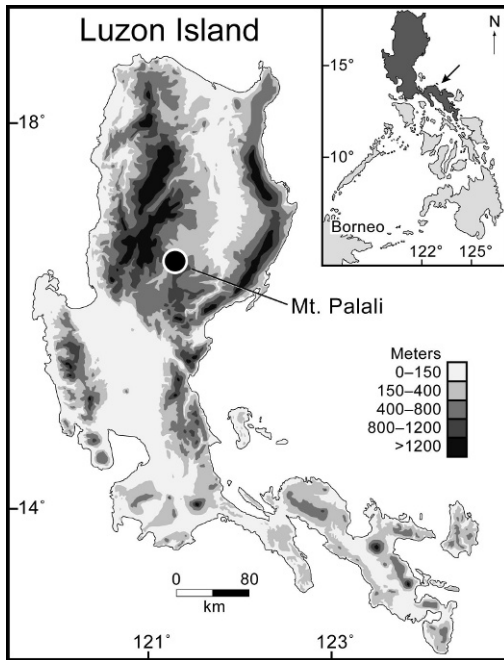 Luzon Island
N
15°
10°
Borneo
122° 125°
18°
Mt. Palali
Meters
0–150
150–400
400–800
800–1200
>1200
14°
0 80
km
121° 123°